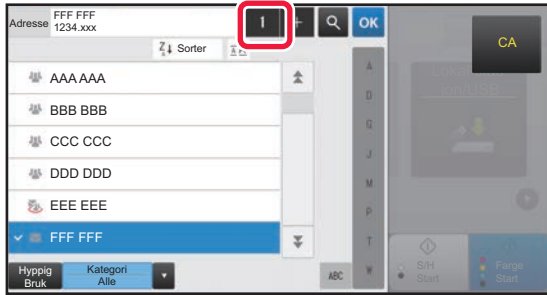 Adresse
FFF FFF
1234.xxx
1
+
OK
CA
Z↓ Sorter
AAA AAA
BBB BBB
CCC CCC
DDD DDD
EEE EEE
FFF FFF
A
D
G
J
M
P
T
W
ABC
Hyppig
Bruk
Kategori
Alle
S/H
Start
Farge
Start